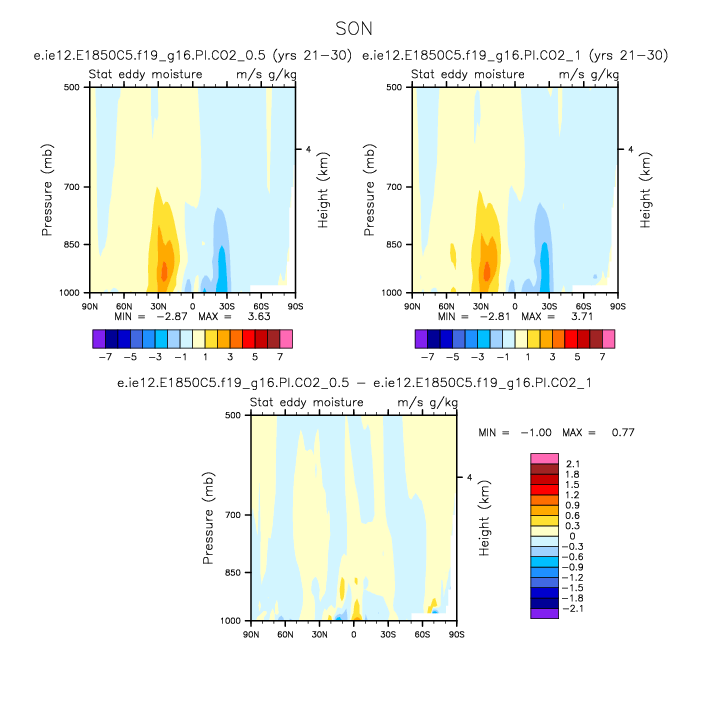 SON
e.ie12.E1850C5.f19_g16.PI.CO2_0.5 (yrs 21-30) e.ie12.E1850C5.f19_g16.PI.CO2_1 (yrs 21-30)
Stat eddy moisture m/s g/kg Stat eddy moisture m/s g/kg
500 500
4 4
700 700
850 850
1000 1000
Pressure (mb) Height (km) Pressure (mb) Height (km)
90N 60N 30N 0 30S 60S 90S 90N 60N 30N 0 30S 60S 90S
MIN = -2.87 MAX = 3.63 MIN = -2.81 MAX = 3.71
-7 -5 -3 -1 1 3 5 7 -7 -5 -3 -1 1 3 5 7
e.ie12.E1850C5.f19_g16.PI.CO2_0.5 - e.ie12.E1850C5.f19_g16.PI.CO2_1
Stat eddy moisture m/s g/kg
500
4
700
850
1000
Pressure (mb) Height (km)
90N 60N 30N 0 30S 60S 90S
MIN = -1.00 MAX = 0.77
2.1
1.8
1.5
1.2
0.9
0.6
0.3
0
-0.3
-0.6
-0.9
-1.2
-1.5
-1.8
-2.1